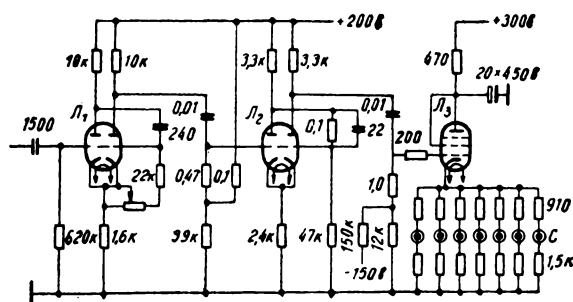 +200в
+300в
10к
10к
3,3к
3,3к
470
20×450в
Л₁
0,01
Л₂
0,01
Л₃
1500
240
0,1
22
200
22к
0,47
0,1
1,0
910
620к
1,6к
39к
2,4к
47к
150к
12к
С
1,5к
-150в